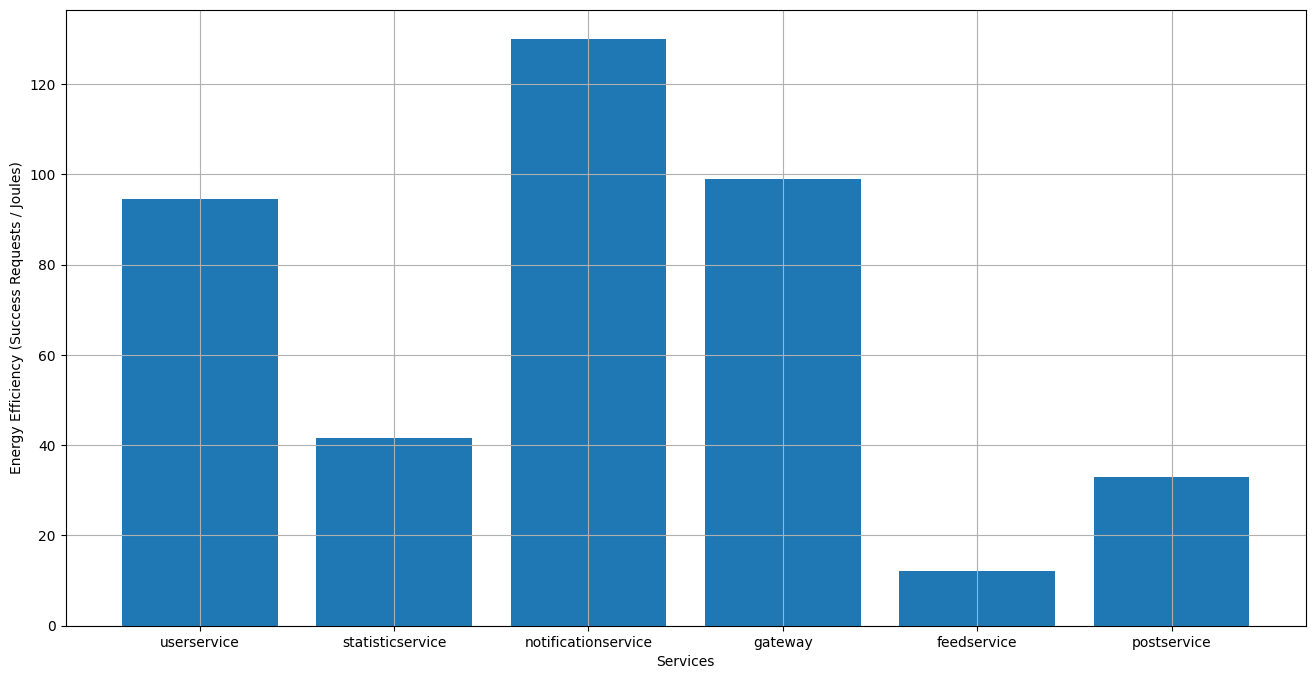 Energy Efficiency (Success Requests / Joules)
120
100
80
60
40
20
0
userservice statisticservice notificationservice gateway feedservice postservice
Services